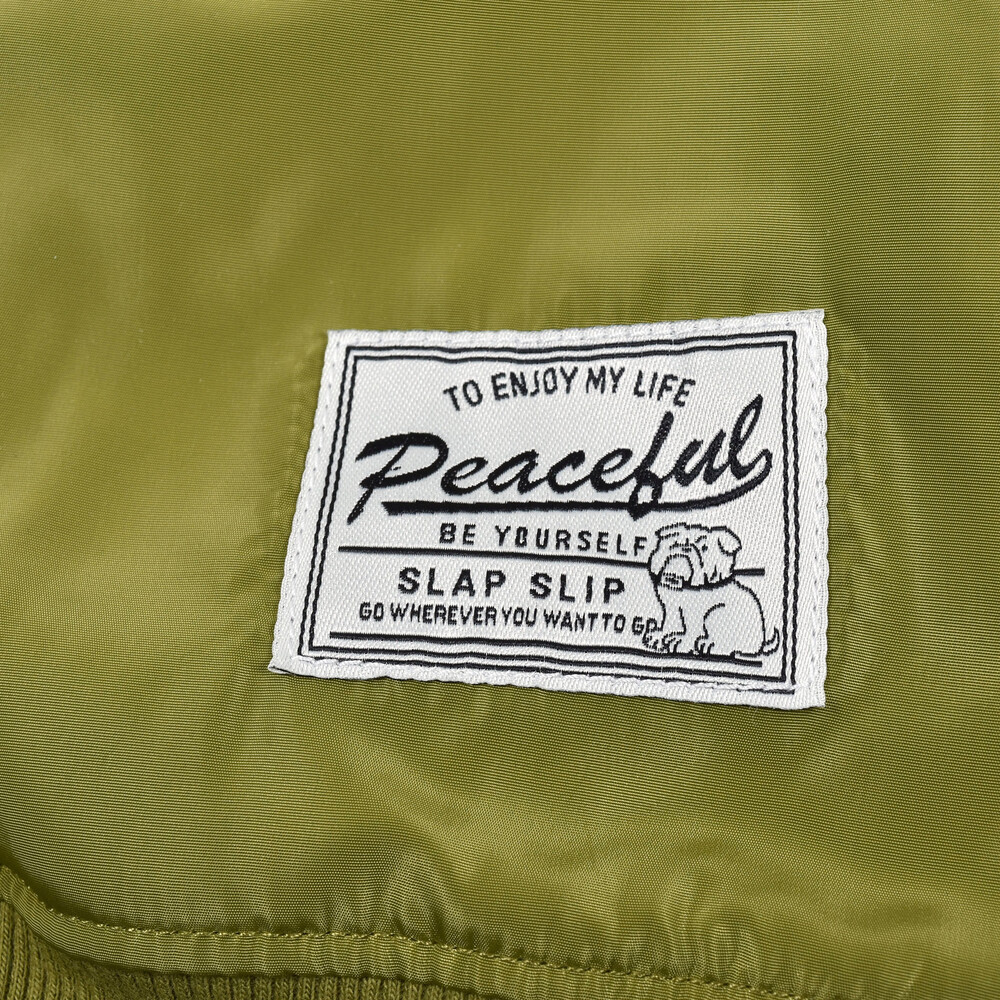 TO ENJOY MY LIFE
Peaceful
BE YOURSELF
SLAP SLIP
GO WHEREVER YOU WANT TO GO